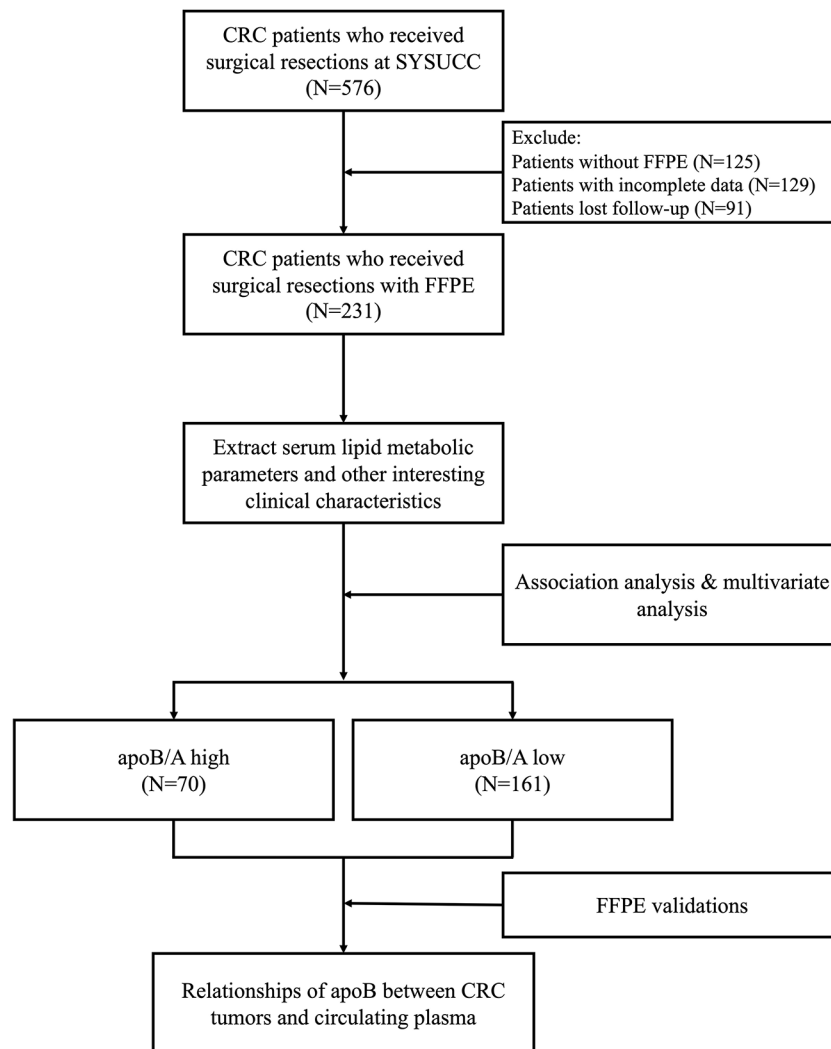 CRC patients who received
surgical resections at SYSUCC
(N=576)
Exclude:
Patients without FFPE (N=125)
Patients with incomplete data (N=129)
Patients lost follow-up (N=91)
CRC patients who received
surgical resections with FFPE
(N=231)
Extract serum lipid metabolic
parameters and other interesting
clinical characteristics
Association analysis & multivariate
analysis
apoB/A high
(N=70)
apoB/A low
(N=161)
FFPE validations
Relationships of apoB between CRC
tumors and circulating plasma